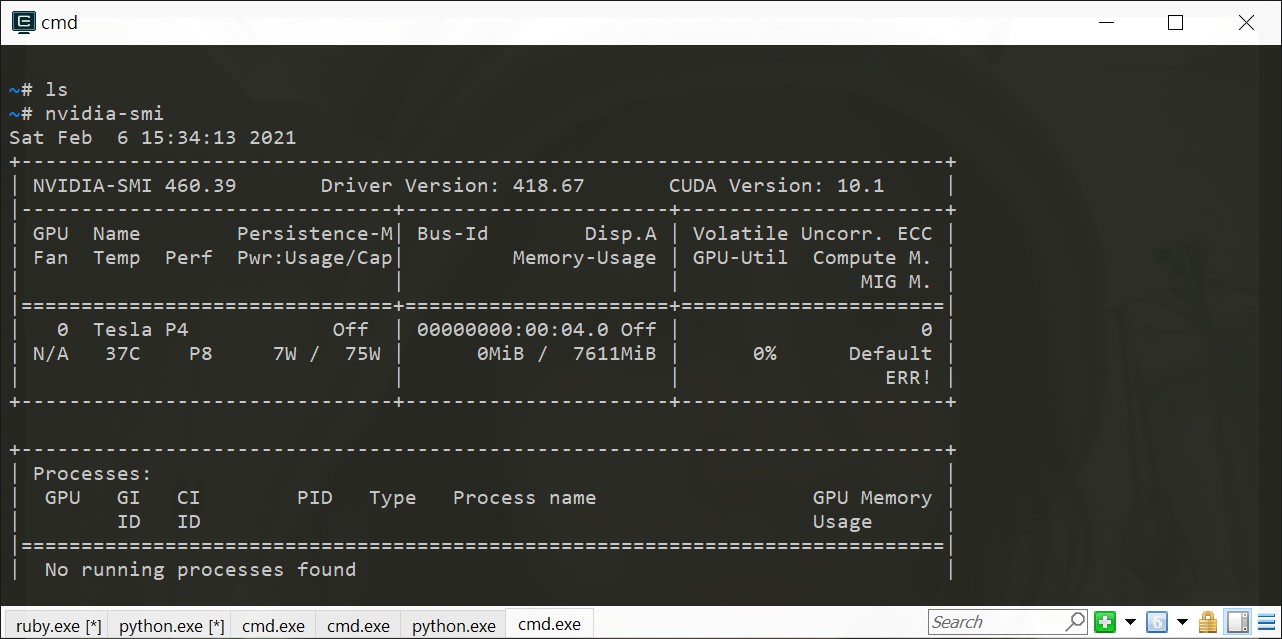 cmd
~# ls
~# nvidia-smi
Sat Feb  6 15:34:13 2021
+-----------------------------------------------------------------------------+
| NVIDIA-SMI 460.39       Driver Version: 418.67       CUDA Version: 10.1     |
|-------------------------------+----------------------+----------------------+
| GPU  Name        Persistence-M| Bus-Id        Disp.A | Volatile Uncorr. ECC |
| Fan  Temp  Perf  Pwr:Usage/Cap|         Memory-Usage | GPU-Util  Compute M. |
|                               |                      |               MIG M. |
|===============================+======================+======================|
|   0  Tesla P4            Off  | 00000000:00:04.0 Off |                    0 |
| N/A   37C    P8     7W /  75W |      0MiB /  7611MiB |      0%      Default |
|                               |                      |                 ERR! |
+-------------------------------+----------------------+----------------------+
+-----------------------------------------------------------------------------+
| Processes:                                                                  |
|  GPU   GI   CI        PID   Type   Process name                  GPU Memory |
|        ID   ID                                                   Usage      |
|=============================================================================|
|  No running processes found                                                 |
ruby.exe [*] python.exe [*] cmd.exe cmd.exe python.exe cmd.exe Search 6